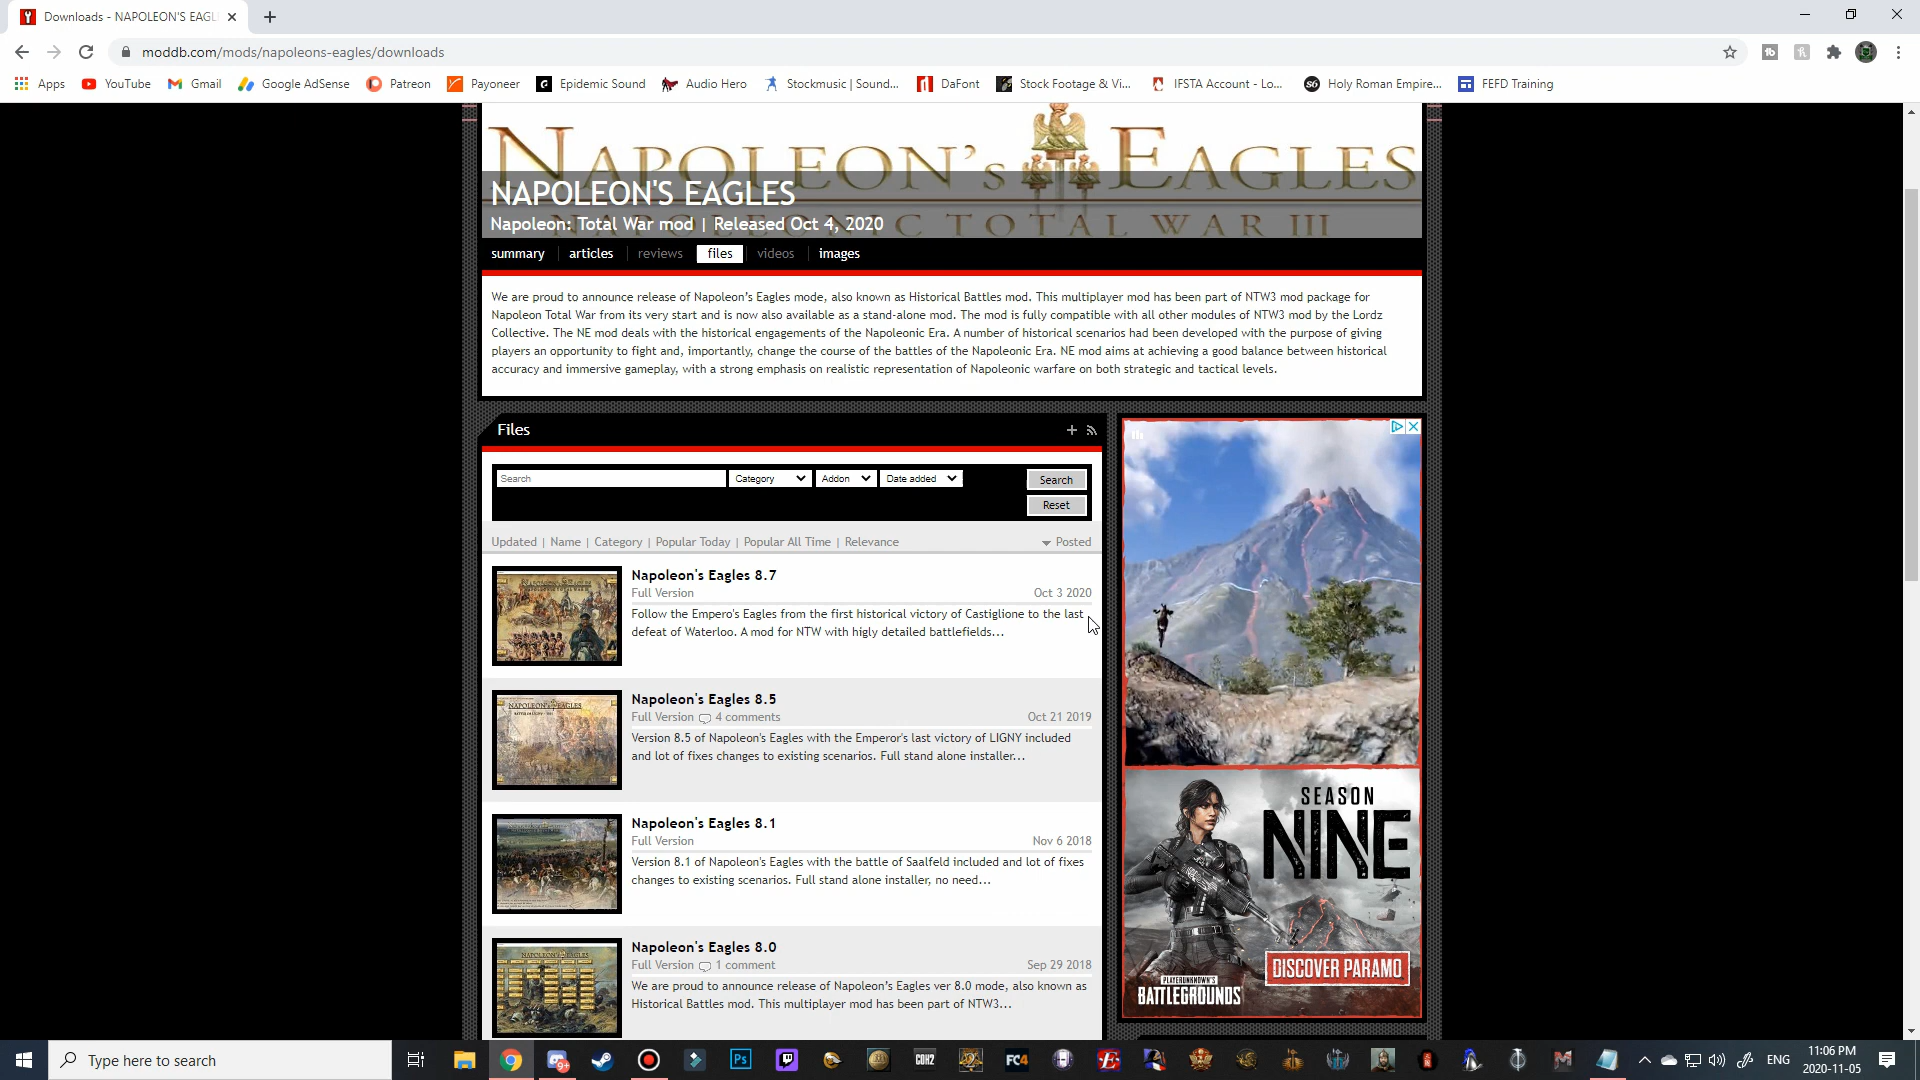 Downloads - NAPOLEON'S EAGL
moddb.com/mods/napoleons-eagles/downloads
Apps YouTube Gmail Google AdSense Patreon Payoneer Epidemic Sound Audio Hero Stockmusic | Sound... DaFont Stock Footage & Vi... IFSTA Account - Lo... Holy Roman Empire... FEFD Training
NAPOLEON'S EAGLES
NAPOLEONIC TOTAL WAR III
NAPOLEON'S EAGLES
Napoleon: Total War mod | Released Oct 4, 2020
summary articles reviews files videos images
We are proud to announce release of Napoleon’s Eagles mode, also known as Historical Battles mod. This multiplayer mod has been part of NTW3 mod package for
Napoleon Total War from its very start and is now also available as a stand-alone mod. The mod is fully compatible with all other modules of NTW3 mod by the Lordz
Collective. The NE mod deals with the historical engagements of the Napoleonic Era. A number of historical scenarios had been developed with the purpose of giving
players an opportunity to fight and, importantly, change the course of the battles of the Napoleonic Era. NE mod aims at achieving a good balance between historical
accuracy and immersive gameplay, with a strong emphasis on realistic representation of Napoleonic warfare on both strategic and tactical levels.
Files
Search Category Addon Date added Search
Reset
Updated | Name | Category | Popular Today | Popular All Time | Relevance Posted
Napoleon's Eagles 8.7
Full Version Oct 3 2020
Follow the Empero's Eagles from the first historical victory of Castiglione to the last
defeat of Waterloo. A mod for NTW with higly detailed battlefields...
NAPOLEON'S EAGLES
Napoleon's Eagles 8.5
Full Version 4 comments Oct 21 2019
Version 8.5 of Napoleon's Eagles with the Emperor's last victory of LIGNY included
and lot of fixes changes to existing scenarios. Full stand alone installer...
Napoleon's Eagles 8.1
Full Version Nov 6 2018
Version 8.1 of Napoleon's Eagles with the battle of Saalfeld included and lot of fixes
changes to existing scenarios. Full stand alone installer, no need...
Napoleon's Eagles 8.0
Full Version 1 comment Sep 29 2018
We are proud to announce release of Napoleon’s Eagles ver 8.0 mode, also known as
Historical Battles mod. This multiplayer mod has been part of NTW3...
SEASON
NINE
DISCOVER PARAMO
PLAYERUNKNOWN'S
BATTLEGROUNDS
Type here to search
9+
Ps
COH2
FC4
ENG
11:06 PM
2020-11-05